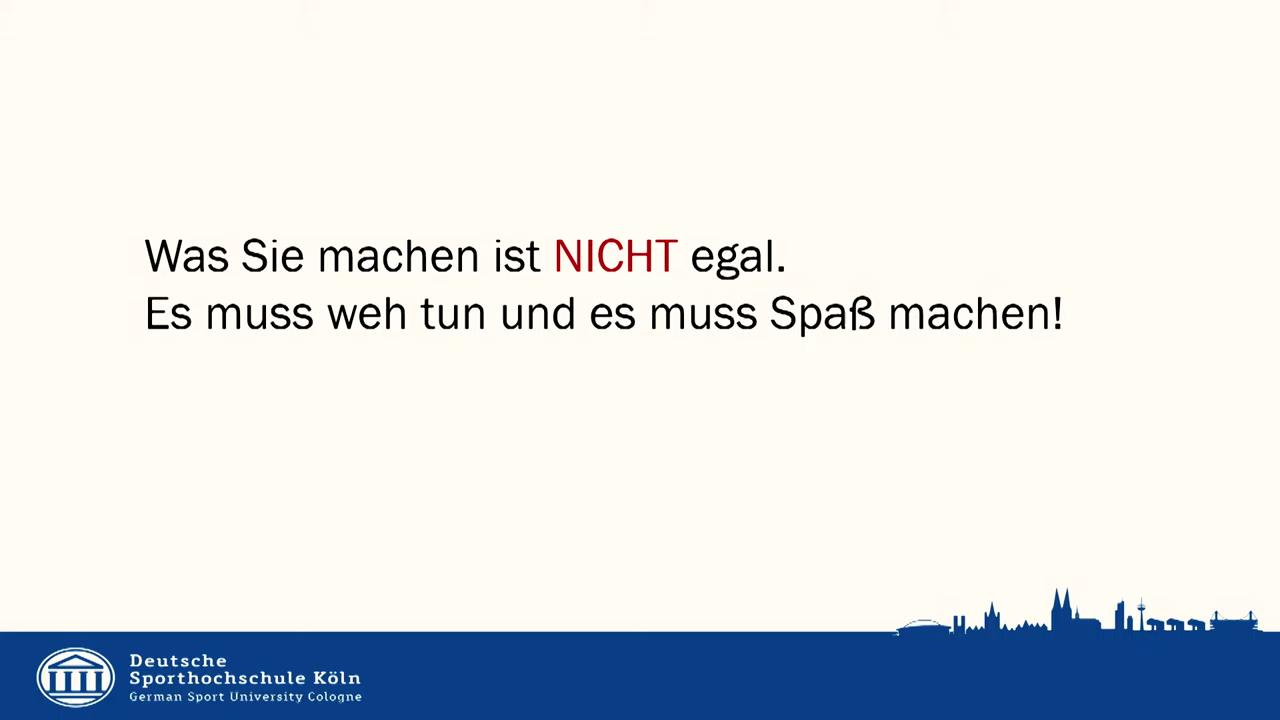 Was Sie machen ist NICHT egal.
Es muss weh tun und es muss Spaß machen!
Deutsche
Sporthochschule Köln
German Sport University Cologne